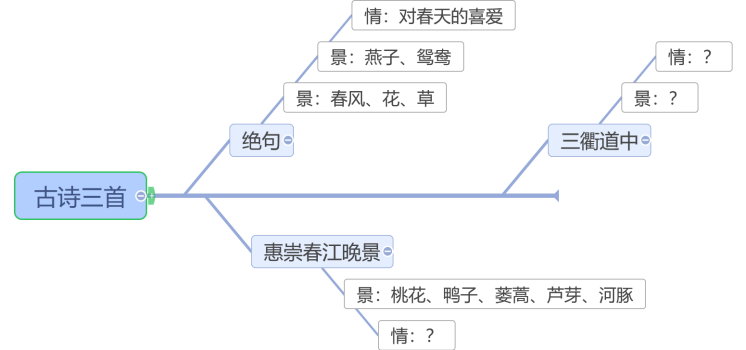 古诗三首
绝句
情：对春天的喜爱
景：燕子、鸳鸯
景：春风、花、草
三衢道中
情：？
景：？
惠崇春江晚景
景：桃花、鸭子、蒌蒿、芦芽、河豚
情：？